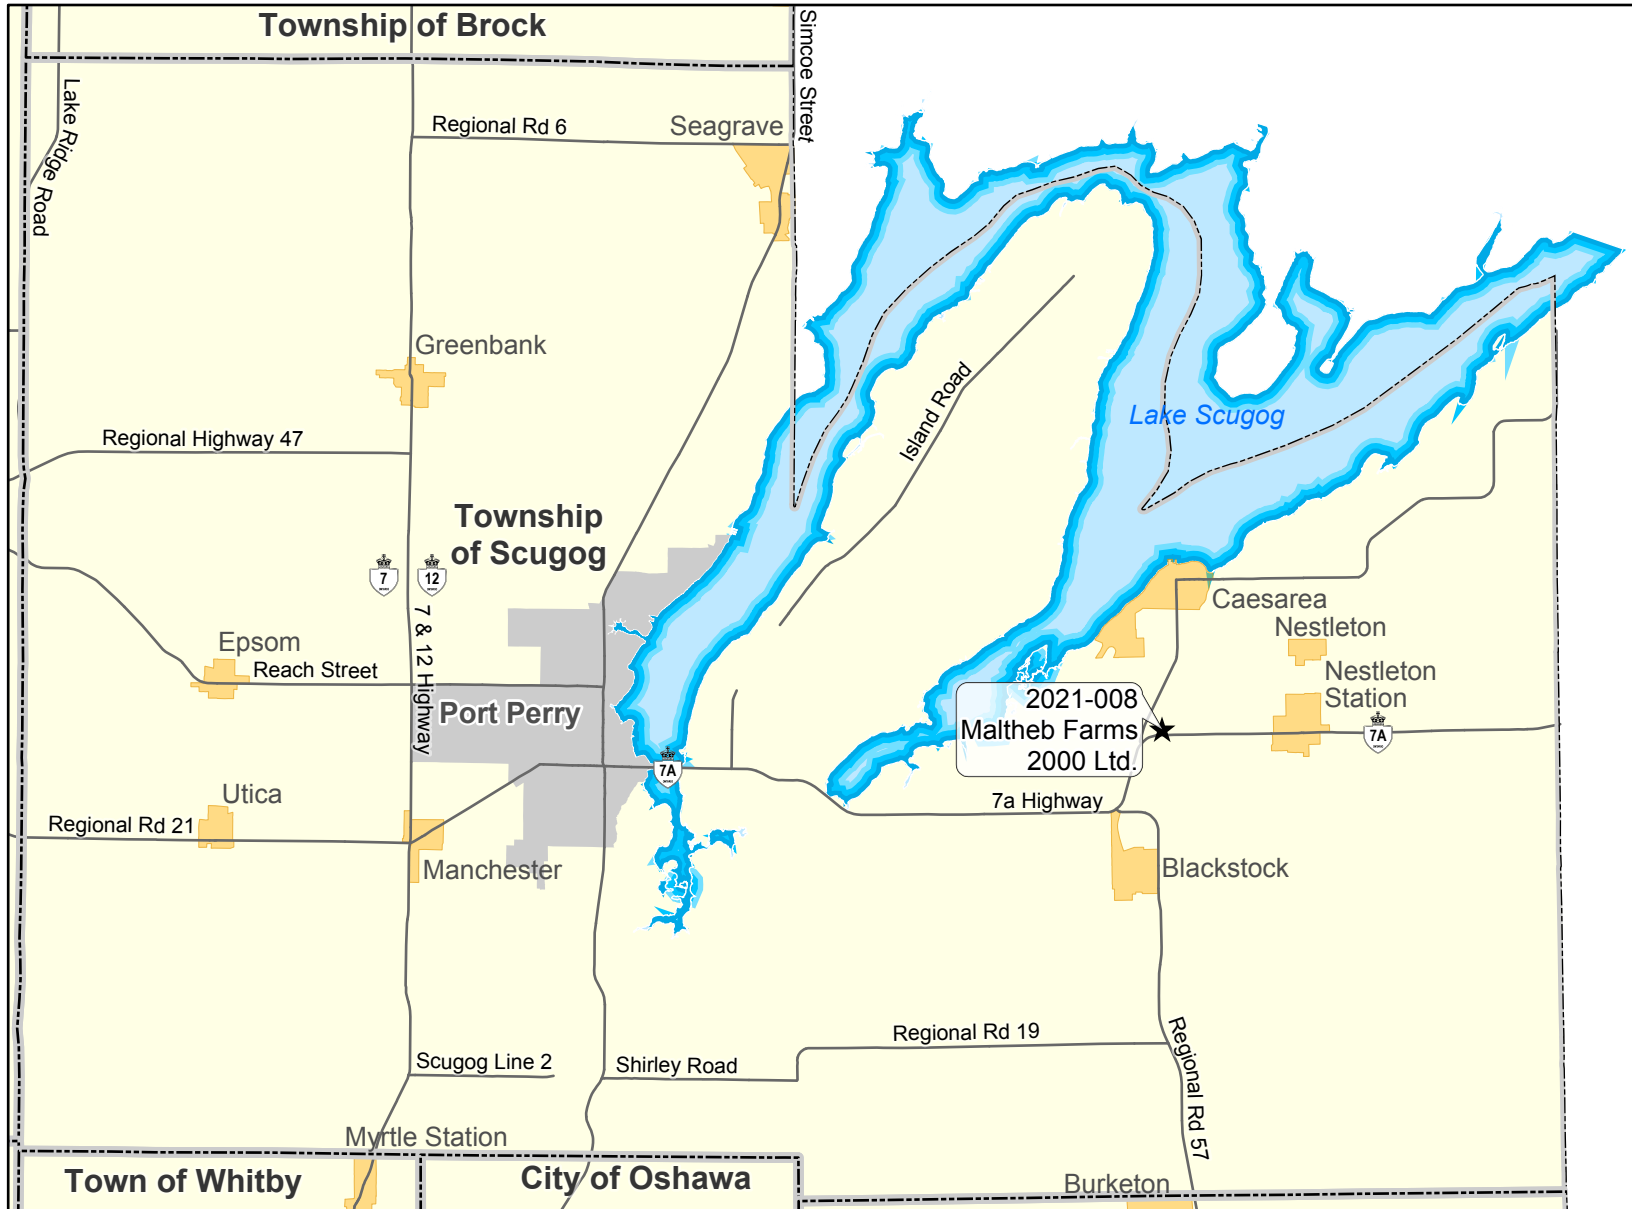 Township of Brock
Simcoe Street
Lake Ridge Road
Regional Rd 6
Seagrave
Greenbank
Island Road
Lake Scugog
Regional Highway 47
Township
of Scugog
7
12
7 & 12 Highway
Caesarea
Nestleton
Epsom
Reach Street
Nestleton
Station
2021-008
Maltheb Farms
2000 Ltd.
Port Perry
7A
7A
Utica
7a Highway
Regional Rd 21
Manchester
Blackstock
Regional Rd 19
Scugog Line 2
Shirley Road
Regional Rd 57
Myrtle Station
Town of Whitby
City of Oshawa
Burketon